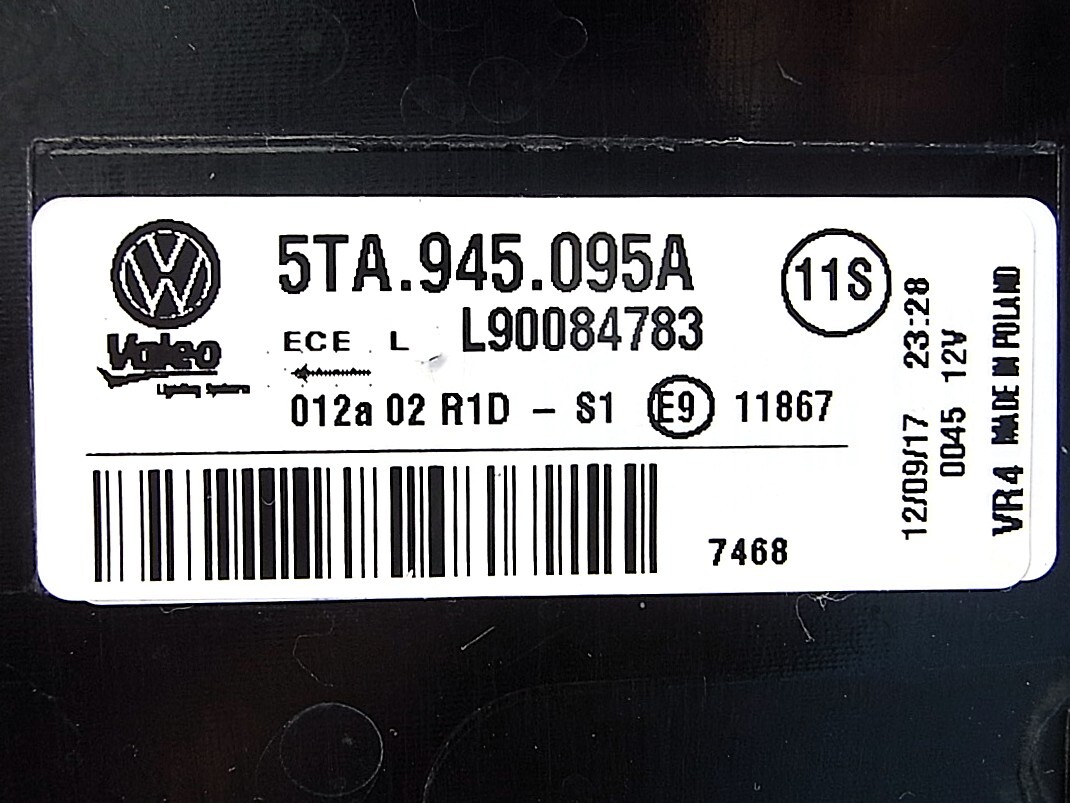 5TA.945.095A
11S
ECE L L90084783
Valeo
Lighting Systems
012a 02 R1D - S1 E9 11867
7468
12/09/17 23:28
0045 12V
VR4 MADE IN POLAND